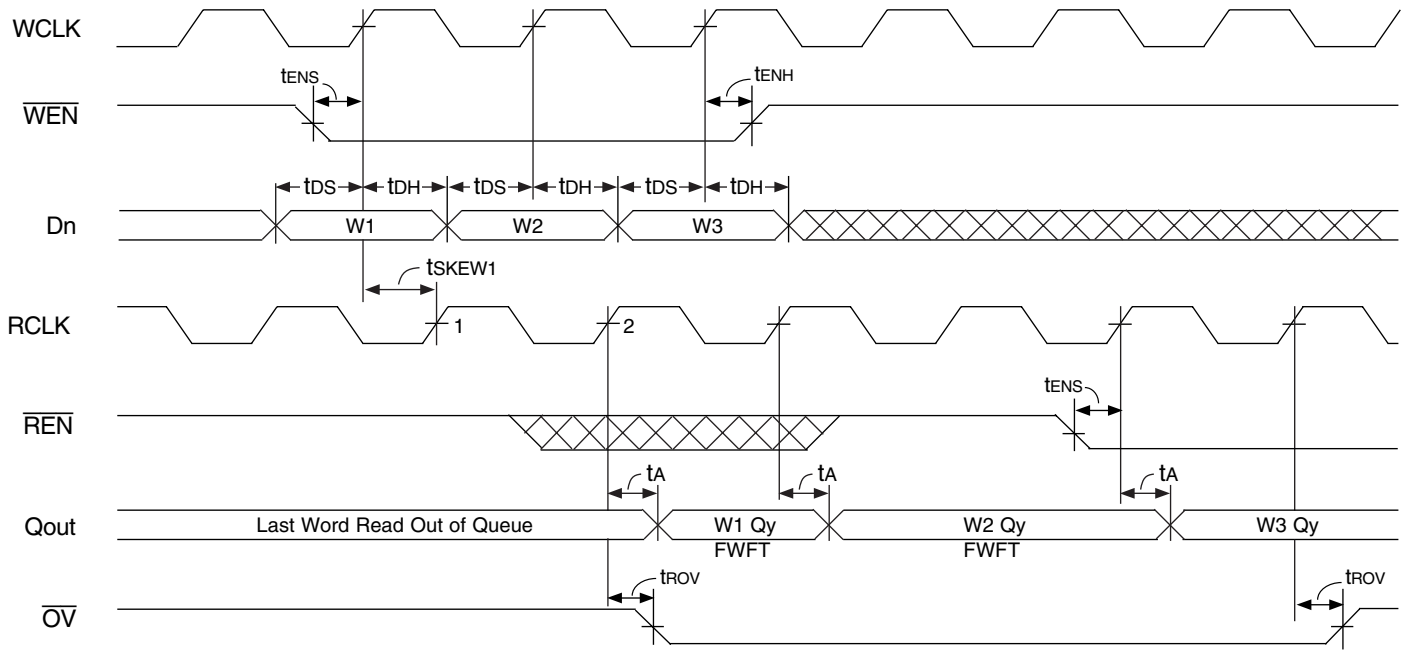 WCLK
tENS
tENH
WEN
tDS tDH tDS tDH tDS tDH
Dn W1 W2 W3
tSKEW1
RCLK 1 2
tENS
REN
tA tA tA
Qout Last Word Read Out of Queue W1 Qy W2 Qy W3 Qy
FWFT FWFT
tROV tROV
OV